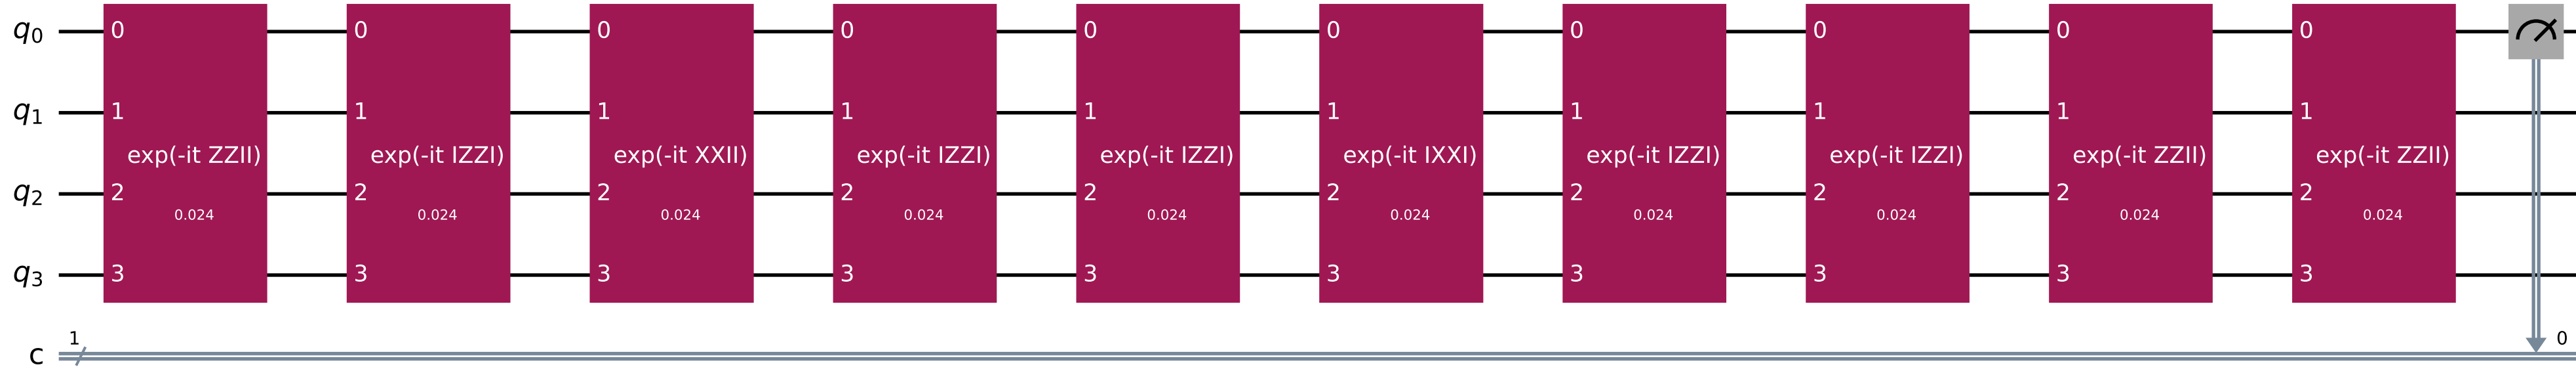 q0 0 0 0 0 0 0 0 0 0 0
q1 1 1 1 1 1 1 1 1 1 1
exp(-it ZZII) exp(-it IZZI) exp(-it XXII) exp(-it IZZI) exp(-it IZZI) exp(-it IXXI) exp(-it IZZI) exp(-it IZZI) exp(-it ZZII) exp(-it ZZII)
q2 2 2 2 2 2 2 2 2 2 2
0.024 0.024 0.024 0.024 0.024 0.024 0.024 0.024 0.024 0.024
q3 3 3 3 3 3 3 3 3 3 3
1 0
c